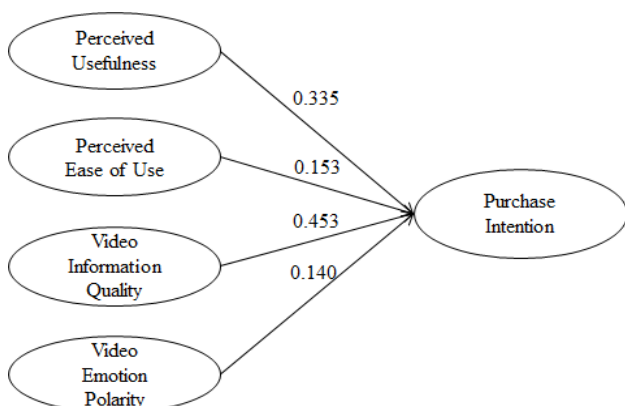 Perceived
Usefulness
0.335
Perceived
Ease of Use
0.153
Purchase
Intention
0.453
Video
Information
Quality
0.140
Video
Emotion
Polarity